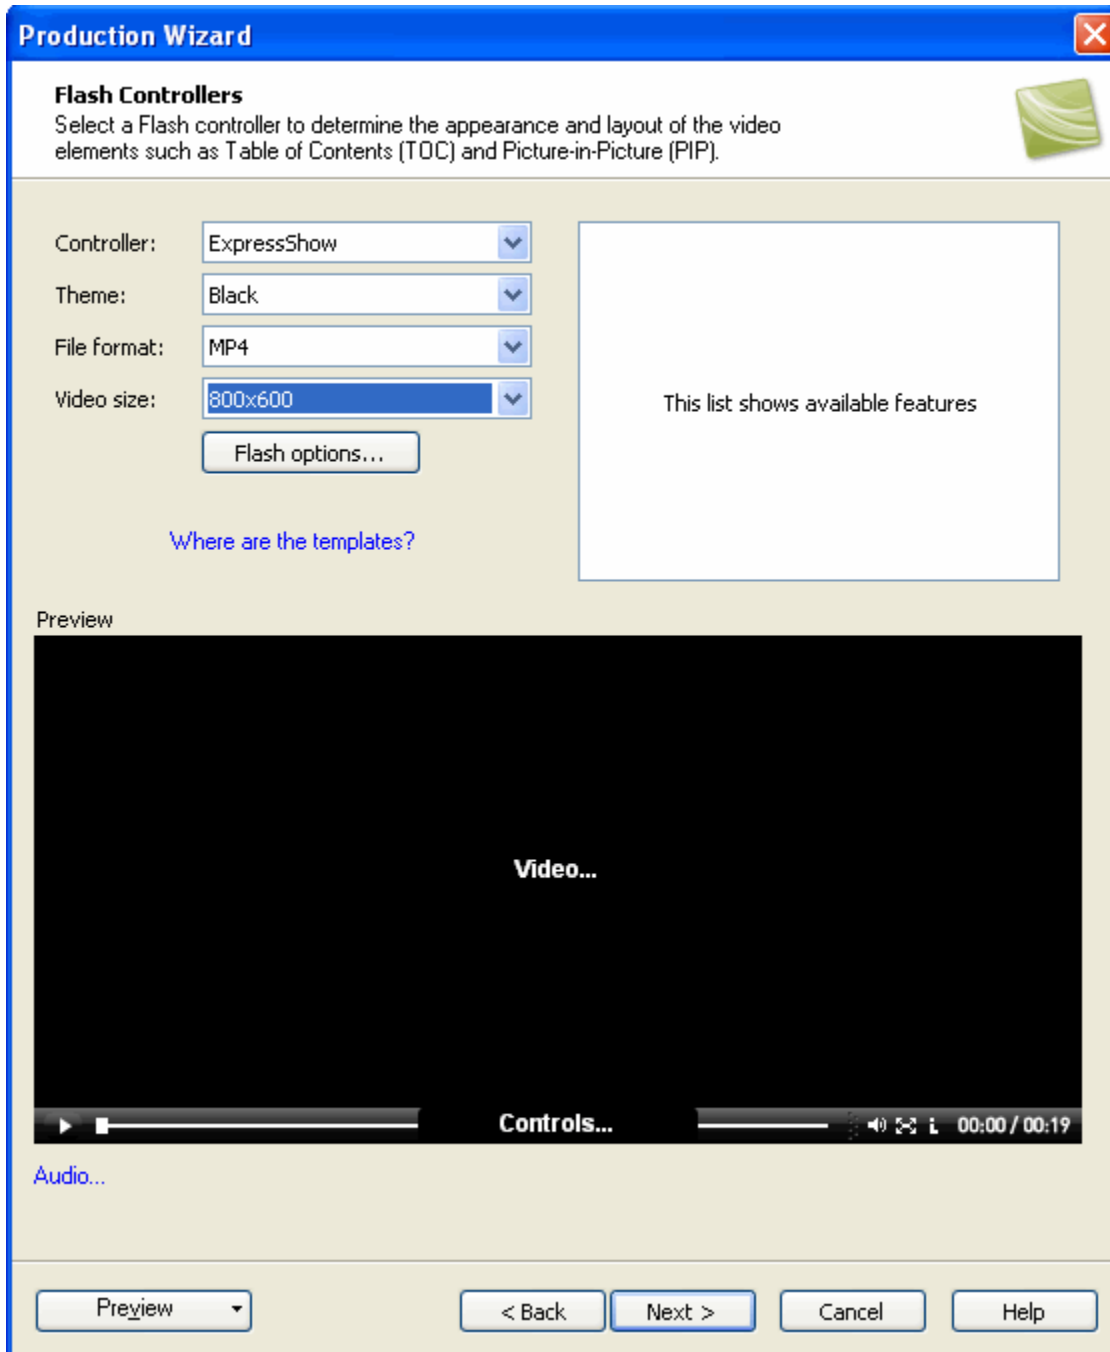 Production Wizard
Flash Controllers
Select a Flash controller to determine the appearance and layout of the video
elements such as Table of Contents (TOC) and Picture-in-Picture (PIP).
Controller: ExpressShow
Theme: Black
File format: MP4
Video size: 800x600
Flash options...
Where are the templates?
This list shows available features
Preview
Video...
Controls...
00:00 / 00:19
Audio...
Preview
< Back
Next >
Cancel
Help